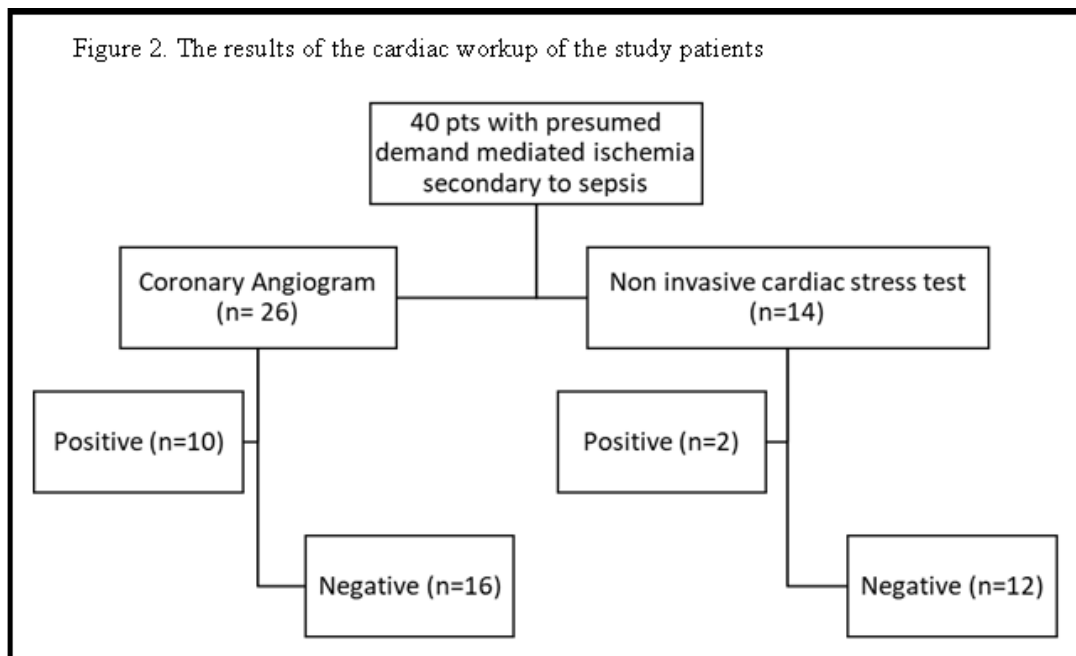 Figure 2. The results of the cardiac workup of the study patients
40 pts with presumed
demand mediated ischemia
secondary to sepsis
Coronary Angiogram
(n= 26)
Non invasive cardiac stress test
(n=14)
Positive (n=10)
Positive (n=2)
Negative (n=16)
Negative (n=12)